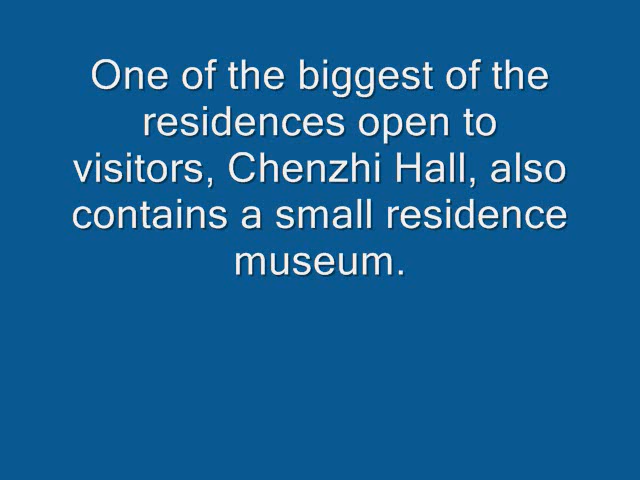 One of the biggest of the
residences open to
visitors, Chenzhi Hall, also
contains a small residence
museum.